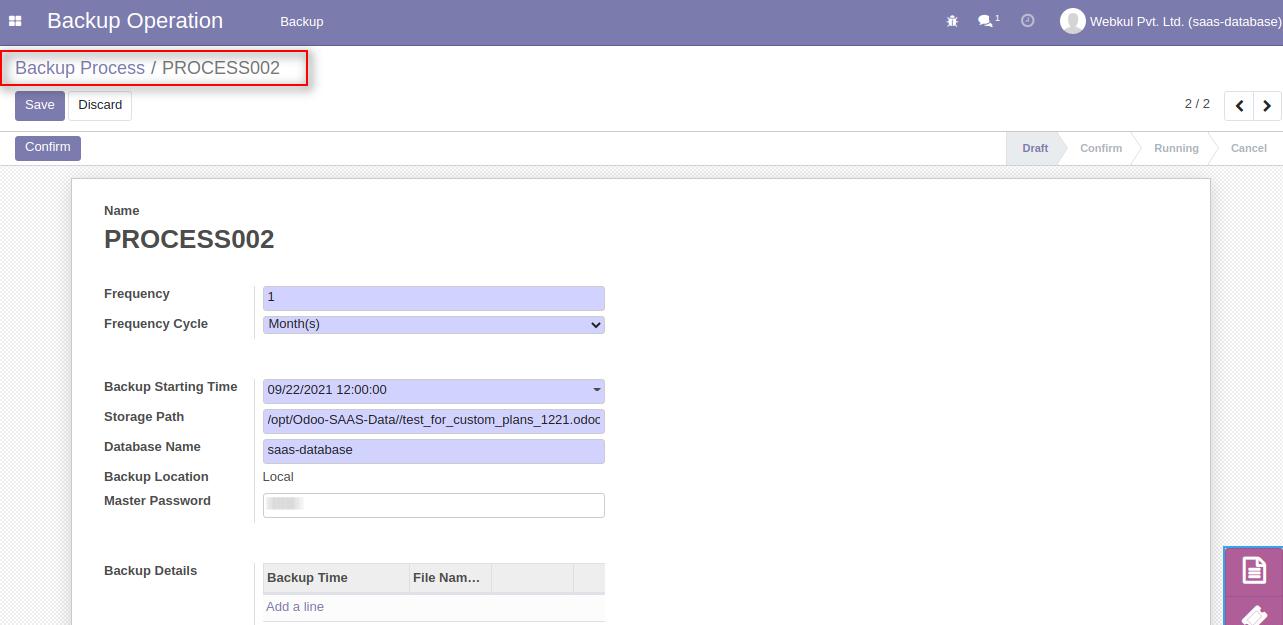 Backup Operation Backup 1 Webkul Pvt. Ltd. (saas-database)
Backup Process / PROCESS002
Save Discard 2 / 2
Confirm Draft Confirm Running Cancel
Name
PROCESS002
Frequency 1
Frequency Cycle Month(s)
Backup Starting Time 09/22/2021 12:00:00
Storage Path /opt/Odoo-SAAS-Data//test_for_custom_plans_1221.odoo
Database Name saas-database
Backup Location Local
Master Password
Backup Details Backup Time File Nam...
Add a line